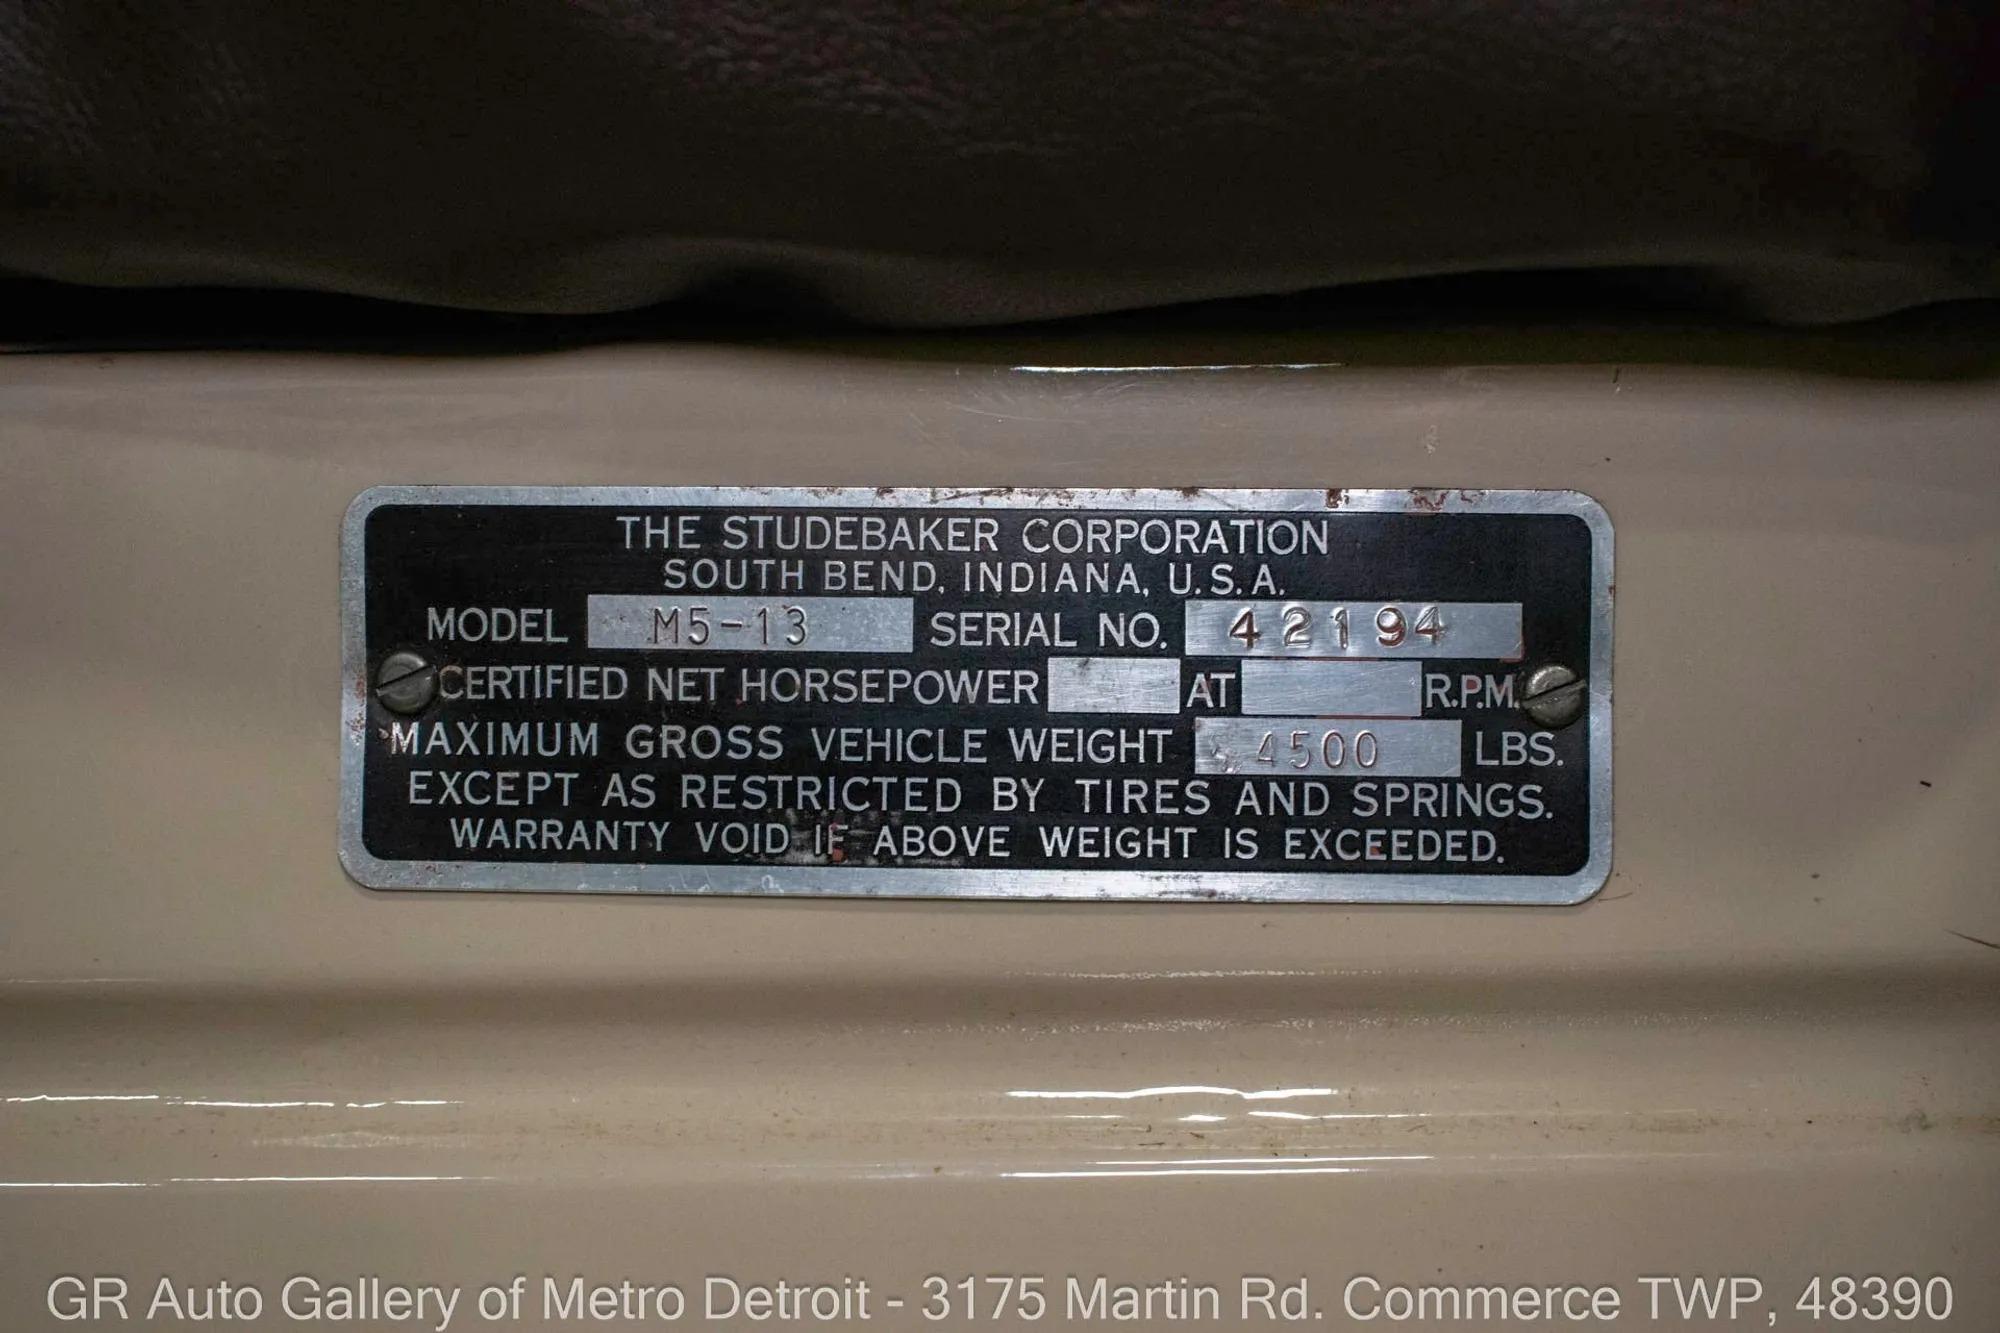 THE STUDEBAKER CORPORATION
SOUTH BEND, INDIANA, U.S.A.
MODEL M5-13 SERIAL NO. 42194
CERTIFIED NET HORSEPOWER AT R.P.M.
MAXIMUM GROSS VEHICLE WEIGHT 4500 LBS.
EXCEPT AS RESTRICTED BY TIRES AND SPRINGS.
WARRANTY VOID IF ABOVE WEIGHT IS EXCEEDED.
GR Auto Gallery of Metro Detroit - 3175 Martin Rd. Commerce TWP, 48390